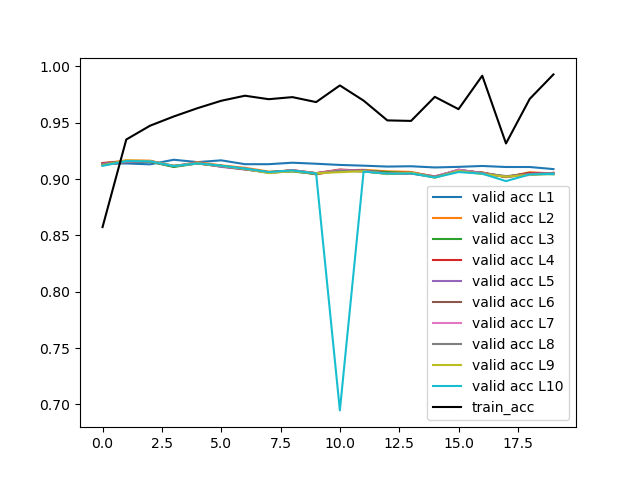 1.00
0.95
0.90
0.85
0.80
0.75
0.70
valid acc L1
valid acc L2
valid acc L3
valid acc L4
valid acc L5
valid acc L6
valid acc L7
valid acc L8
valid acc L9
valid acc L10
train_acc
0.0 2.5 5.0 7.5 10.0 12.5 15.0 17.5